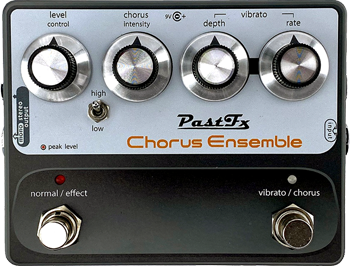 level
control
chorus
intensity
9V
depth
vibrato
rate
mono
stereo
output
high
low
input
PastFx
Chorus Ensemble
peak level
normal / effect
vibrato / chorus